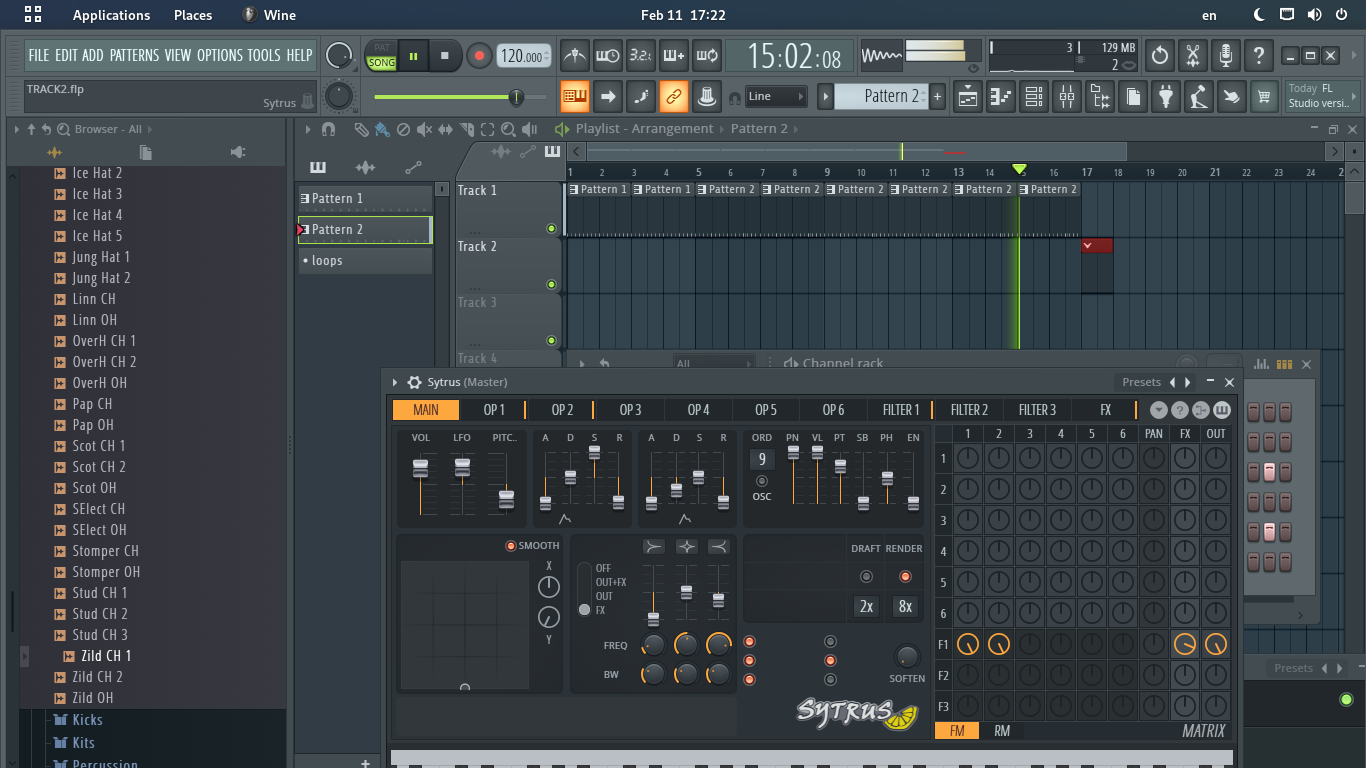 Applications Places Wine Feb 11 17:22 en
FILE EDIT ADD PATTERNS VIEW OPTIONS TOOLS HELP
PAT
SONG
120.000
3.2.
15:02:08
3
129 MB
2
TRACK2.flp
Sytrus
Line
Pattern 2
+
Today FL
Studio versi..
Browser - All
Playlist - Arrangement Pattern 2
Ice Hat 2
Ice Hat 3
Ice Hat 4
Ice Hat 5
Jung Hat 1
Jung Hat 2
Linn CH
Linn OH
OverH CH 1
OverH CH 2
OverH OH
Pap CH
Pap OH
Scot CH 1
Scot CH 2
Scot OH
SElect CH
SElect OH
Stomper CH
Stomper OH
Stud CH 1
Stud CH 2
Stud CH 3
Zild CH 1
Zild CH 2
Zild OH
Kicks
Kits
Percussion
Pattern 1
Pattern 2
loops
1 2 3 4 5 6 7 8 9 10 11 12 13 14 15 16 17 18 19 20 21 22 23 24 2
Track 1
Pattern 1 Pattern 1 Pattern 2 Pattern 2 Pattern 2 Pattern 2 Pattern 2 Pattern 2
Track 2
Track 3
Track 4
All
Channel rack
Sytrus (Master)
Presets
MAIN OP 1 OP 2 OP 3 OP 4 OP 5 OP 6 FILTER 1 FILTER 2 FILTER 3 FX
VOL LFO PITC.. A D S R A D S R ORD PN VL PT SB PH EN
9
OSC
1 2 3 4 5 6 PAN FX OUT
1
2
3
4
5
6
F1
F2
F3
SMOOTH
X
Y
OFF
OUT+FX
OUT
FX
FREQ
BW
DRAFT RENDER
2x 8x
SOFTEN
SYTRUS
FM RM MATRIX
Presets